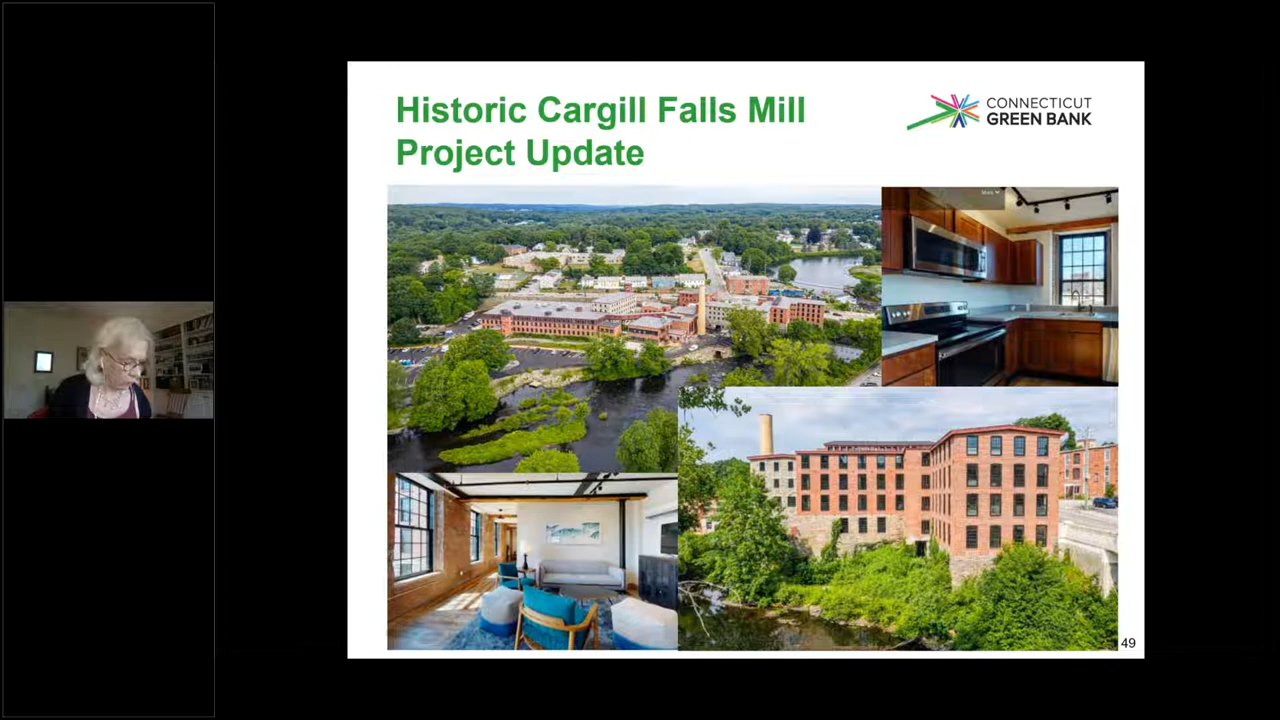 Historic Cargill Falls Mill
Project Update
CONNECTICUT
GREEN BANK
49